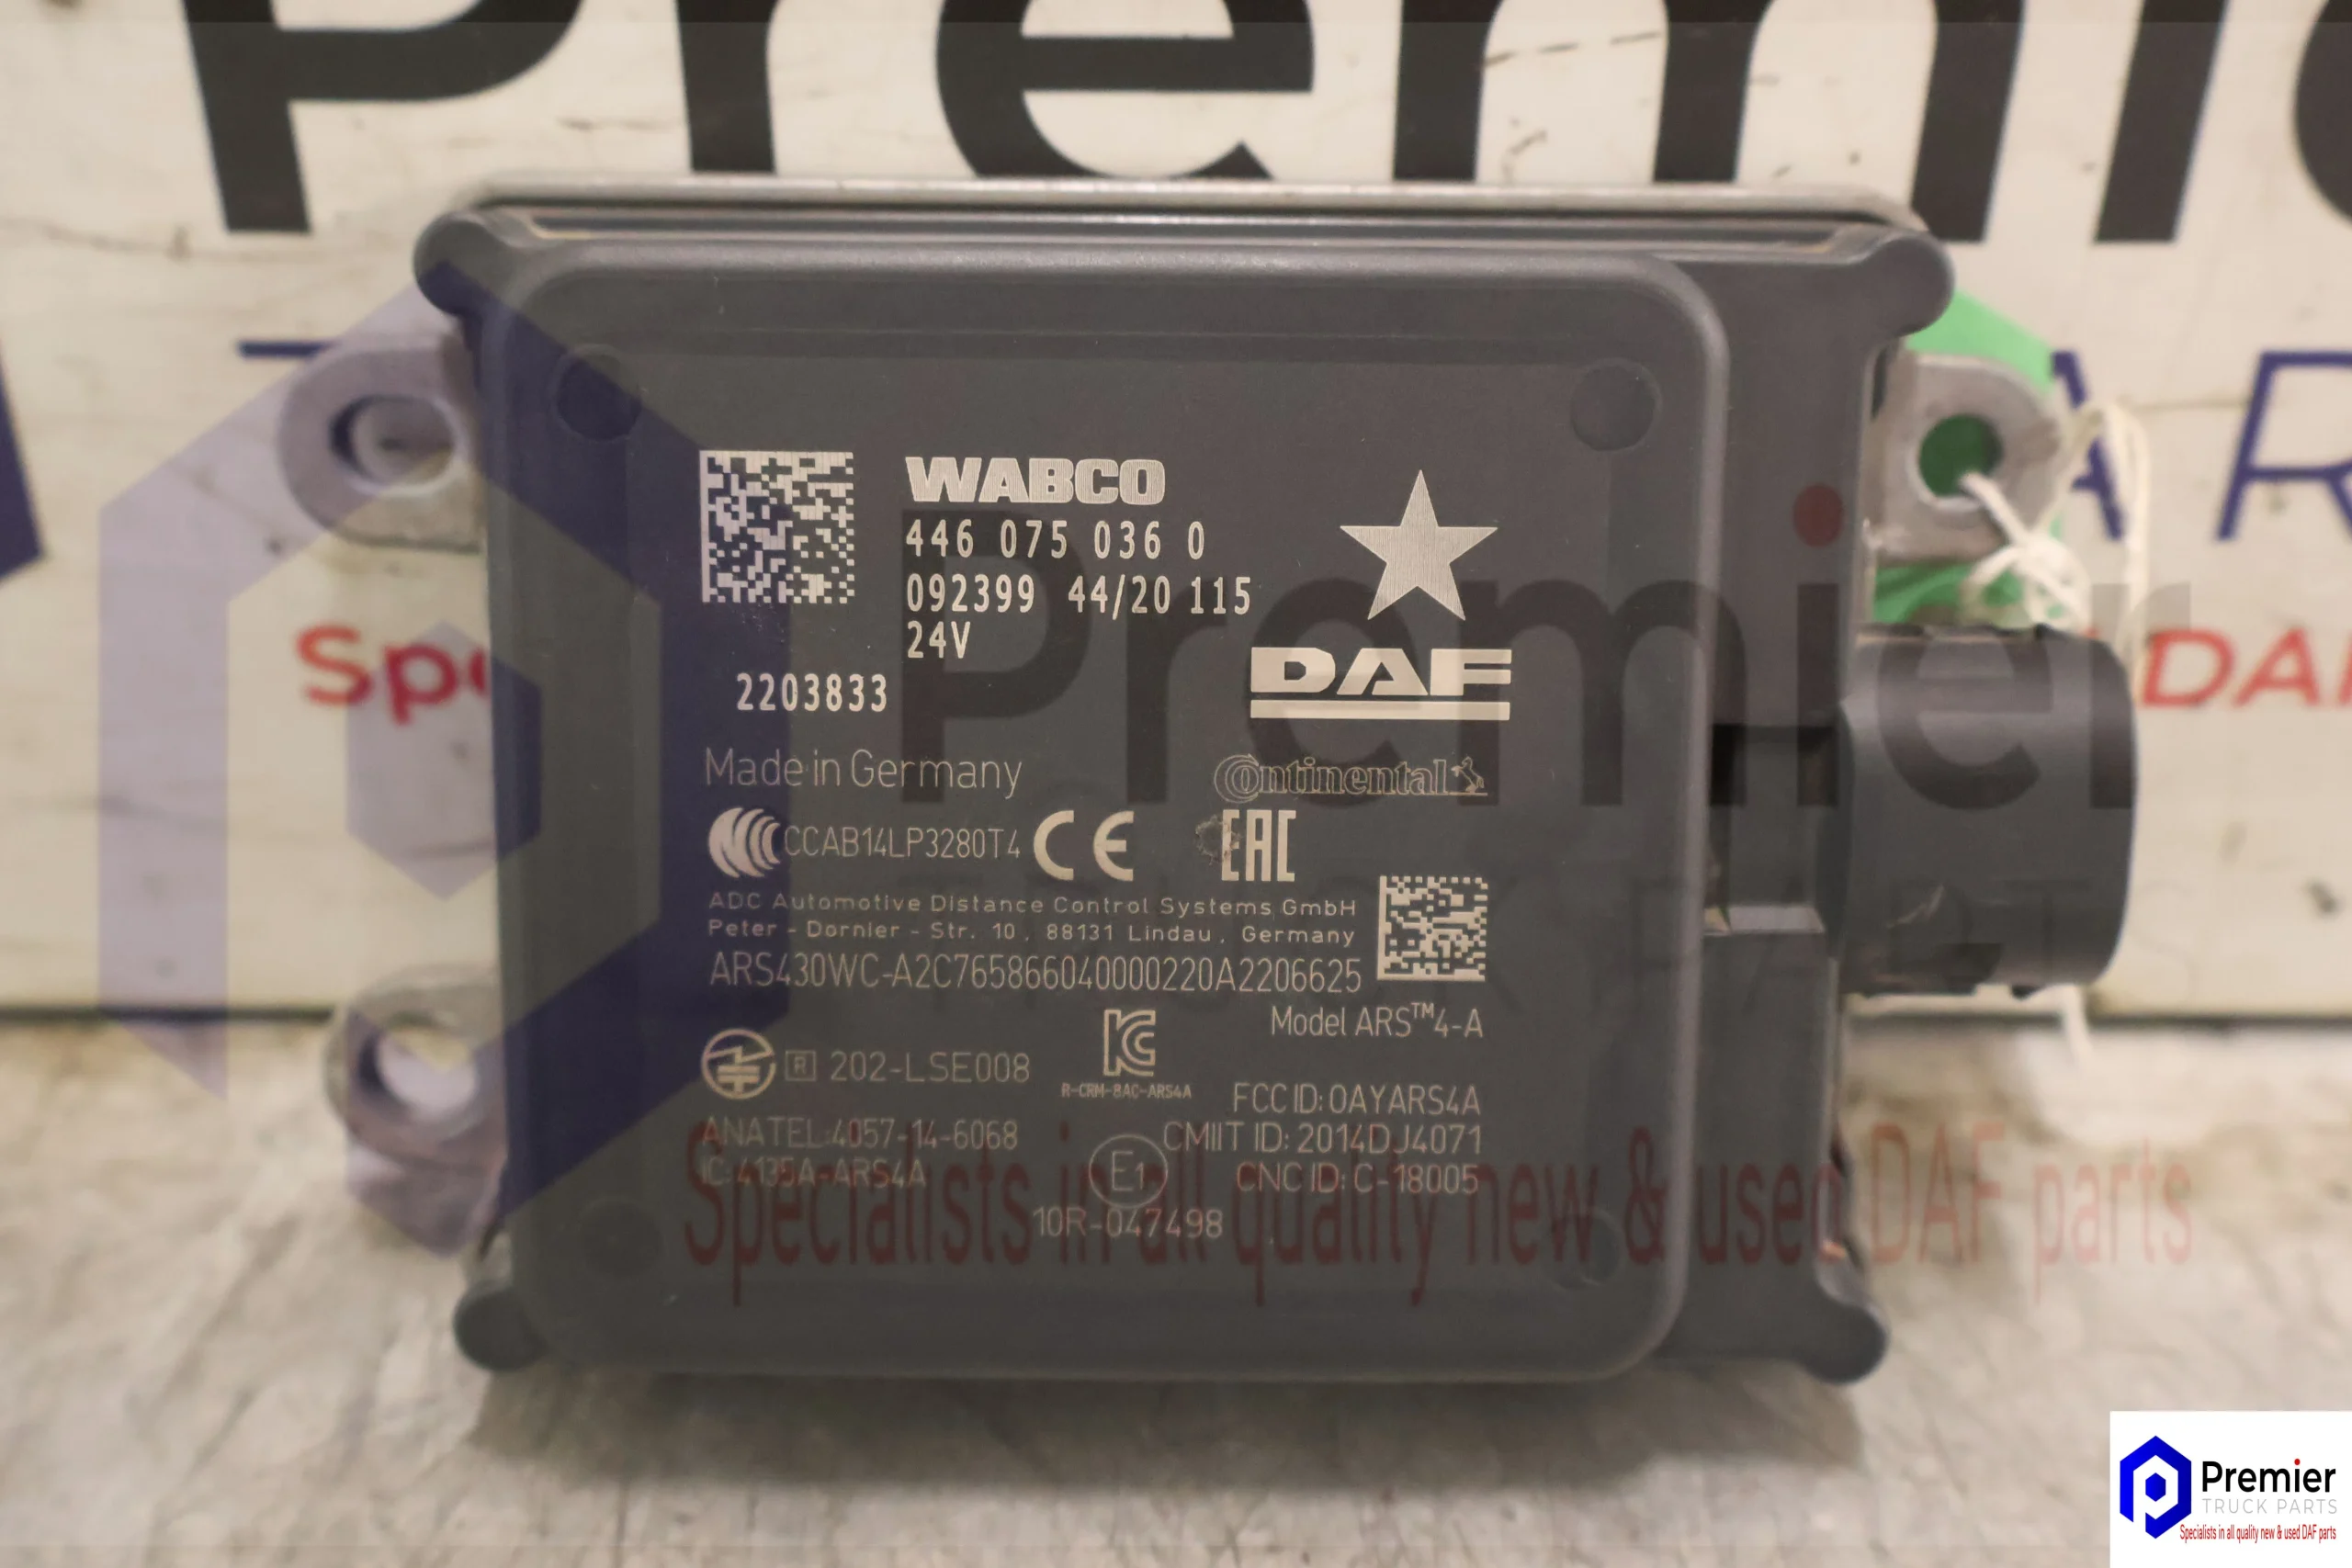 Premie
WABCO
446 075 036 0
092399 44/20 115
24V
DAF
2203833
Made in Germany
Continental
CCAB14LP3280T4 CE EAC
ADC Automotive Distance Control Systems GmbH
Peter - Dornier - Str. 10, 88131 Lindau, Germany
ARS430WC-A2C765866040000220A2206625
Model ARS™4-A
R 202-LSE008
R-CRM-8AC-ARS4A
FCC ID: OAYARS4A
ANATEL:4057-14-6068
CMIIT ID: 2014DJ4071
IC: 4135A-ARS4A
E1
CNC ID: C-18005
10R-047498
Premier
Specialists in all quality new & used DAF parts
Premier
TRUCK PARTS
Specialists in all quality new & used DAF parts